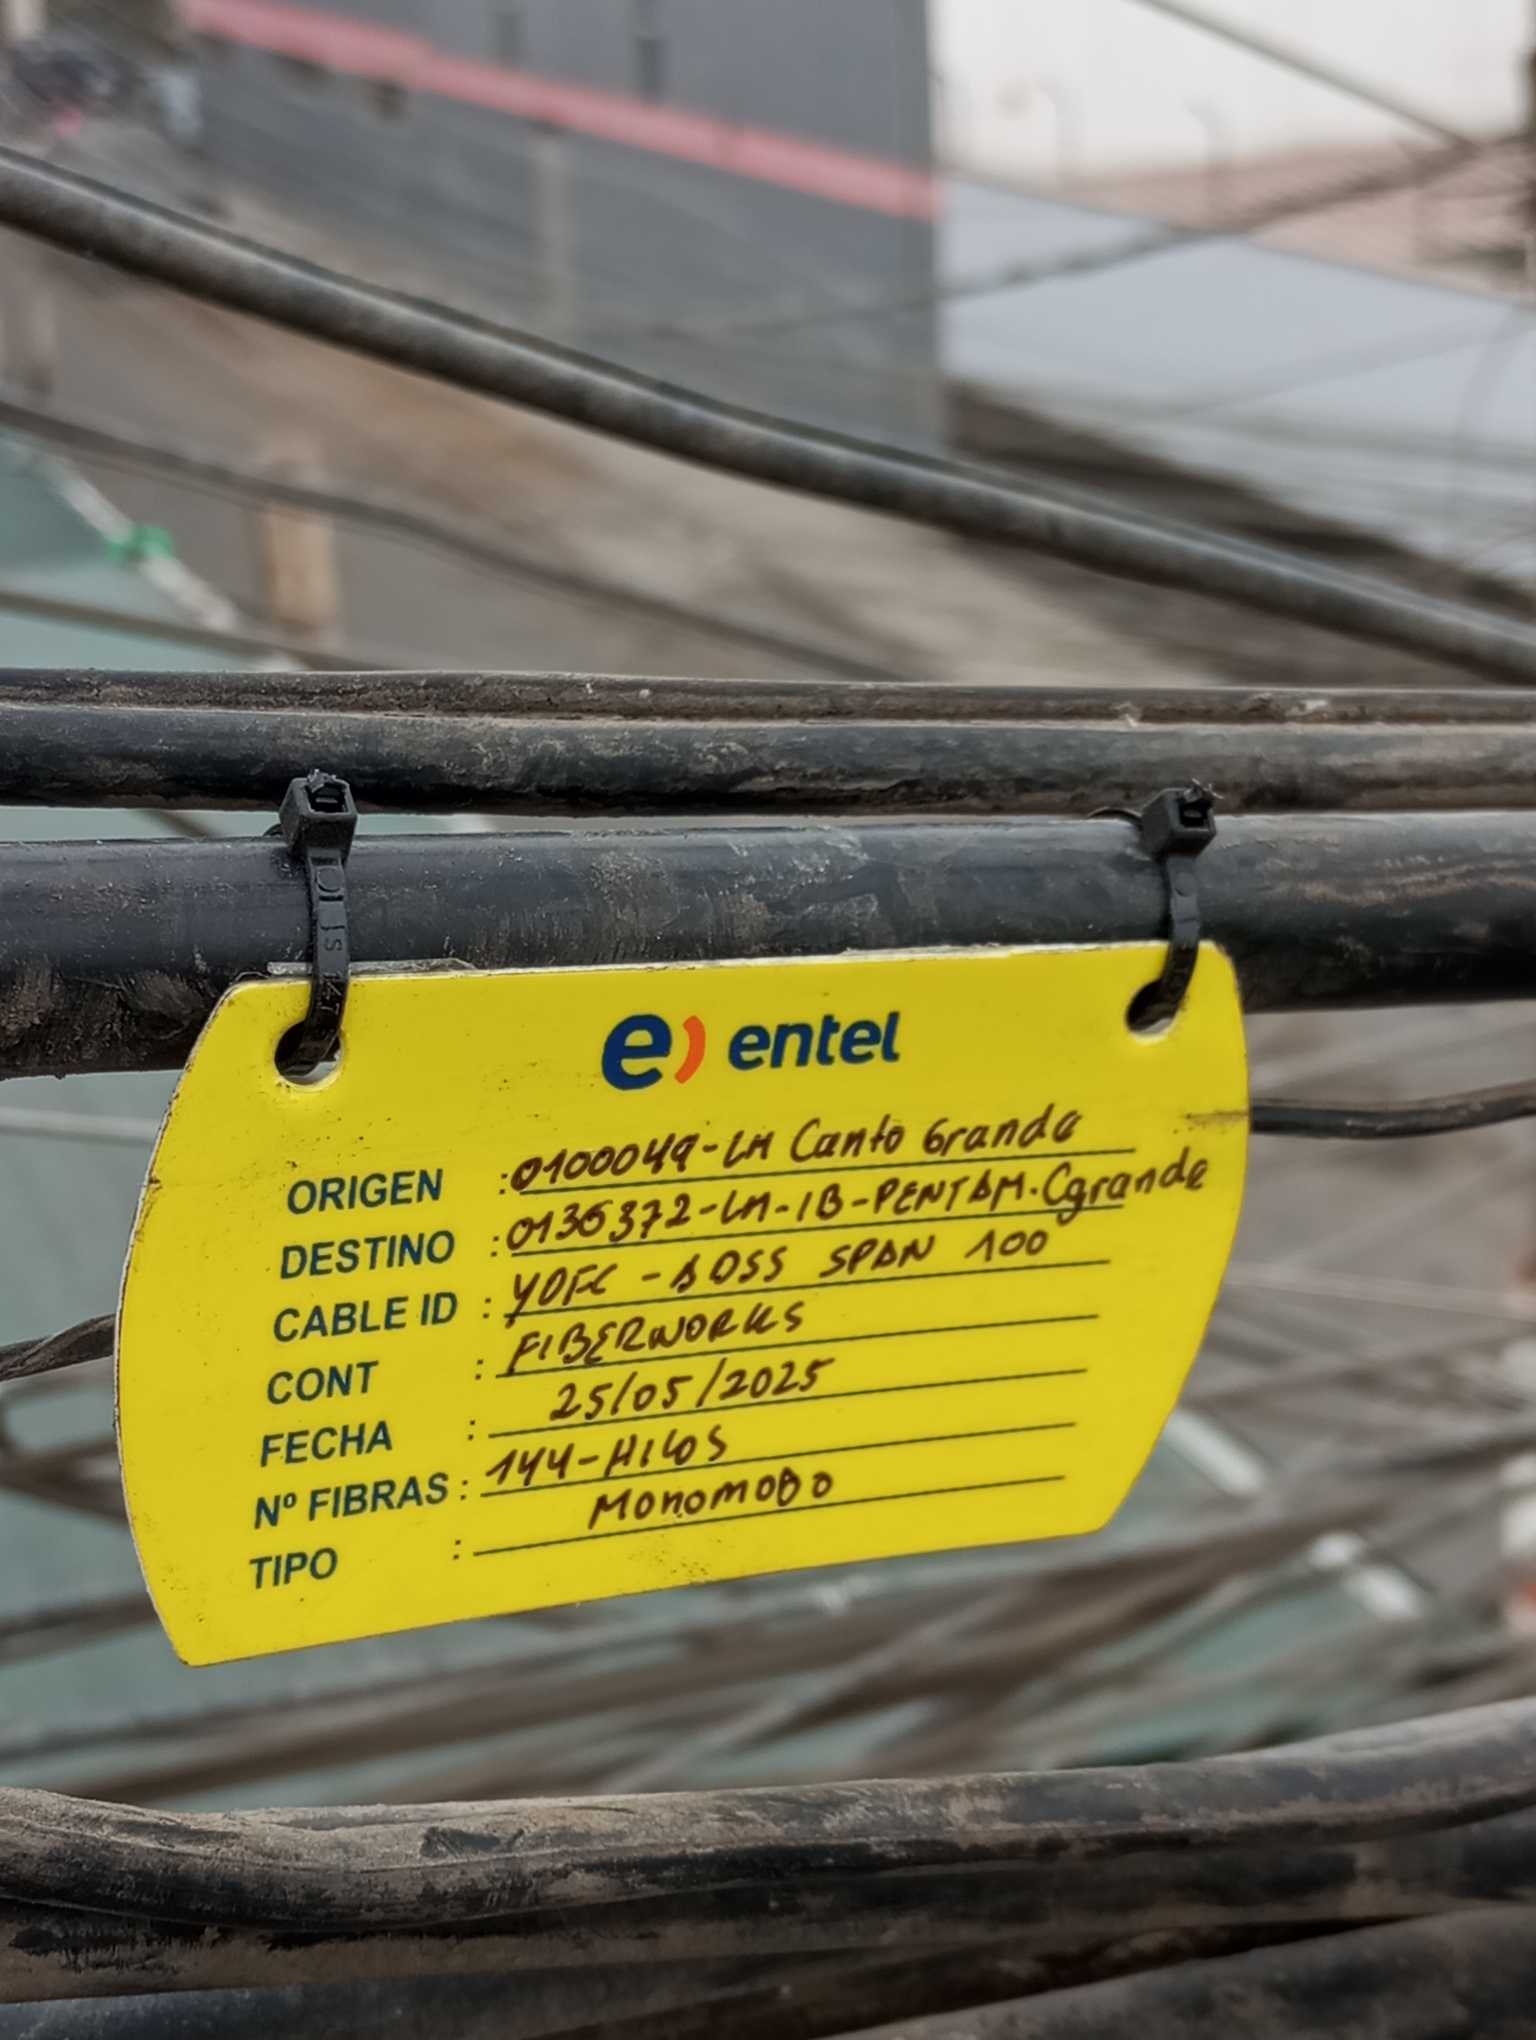 e) entel
ORIGEN : 0100049-LM Canto Grande
DESTINO : 0136372-LM-IB-PENTAM.Cgrande
CABLE ID : YOFC - ADSS SPAN 100
CONT : FIBERWORKS
FECHA : 25/05/2025
Nº FIBRAS : 144-HILOS
TIPO : MONOMODO